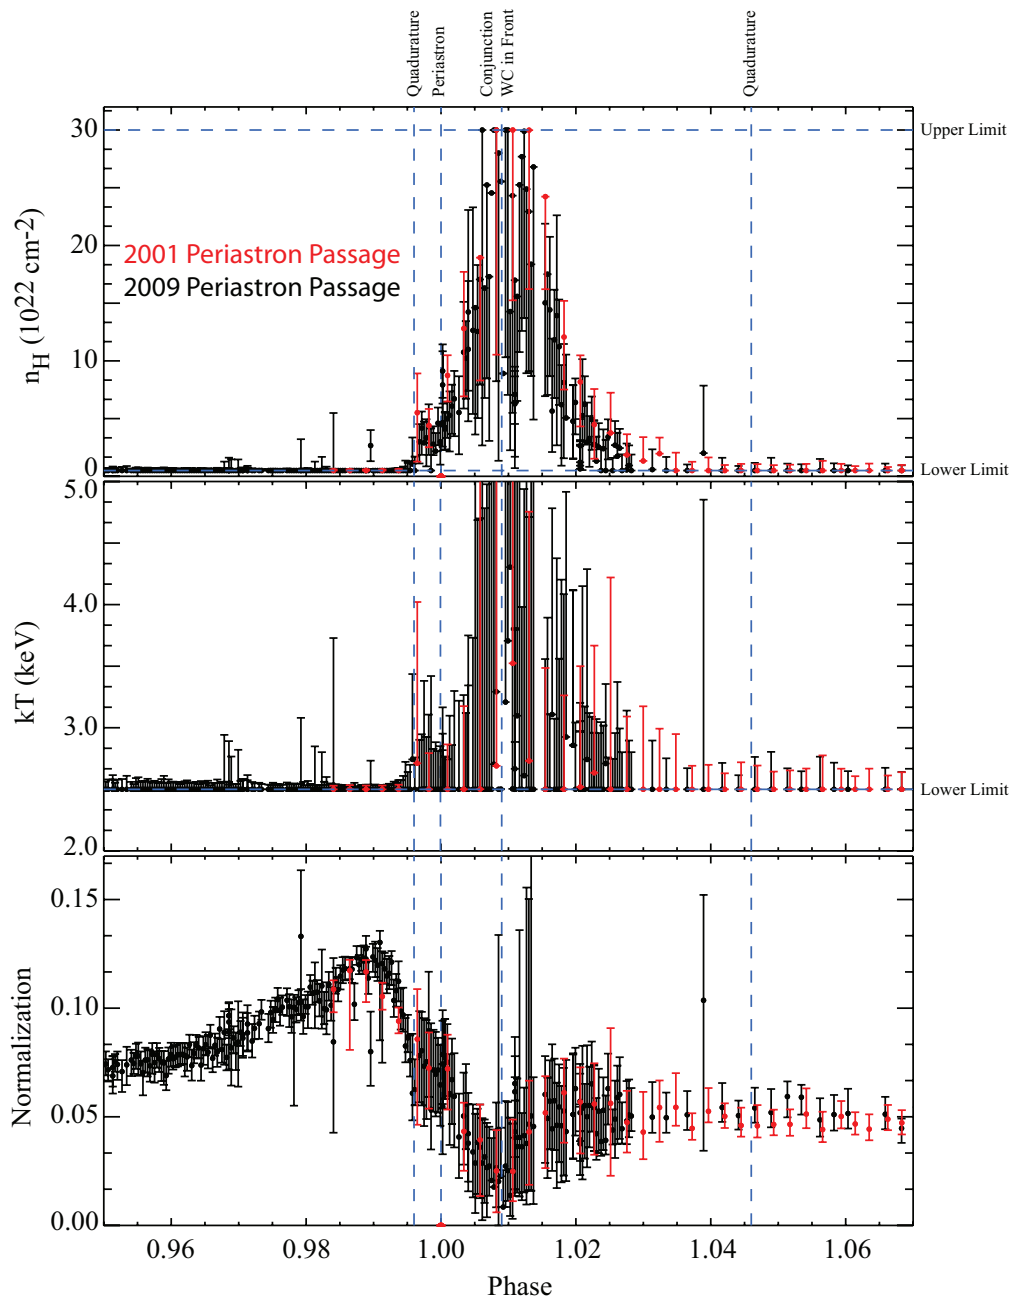 Quadurature
Periastron
Conjunction
WC in Front
Quadurature
30
Upper Limit
20
2001 Periastron Passage
2009 Periastron Passage
10
0
Lower Limit
nH (1022 cm-2)
5.0
4.0
3.0
Lower Limit
2.0
kT (keV)
0.15
0.10
0.05
0.00
Normalization
0.96 0.98 1.00 1.02 1.04 1.06
Phase